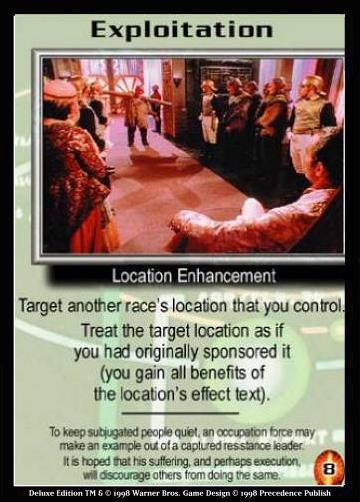 Exploitation
Location Enhancement
Target another race's location that you control.
Treat the target location as if
you had originally sponsored it
(you gain all benefits of
the location's effect text).
To keep subjugated people quiet, an occupation force may
make an example out of a captured resstance leader.
It is hoped that his suffering, and perhaps execution,
will discourage others from doing the same.
8
Deluxe Edition TM & © 1998 Warner Bros. Game Design © 1998 Precedence Publish